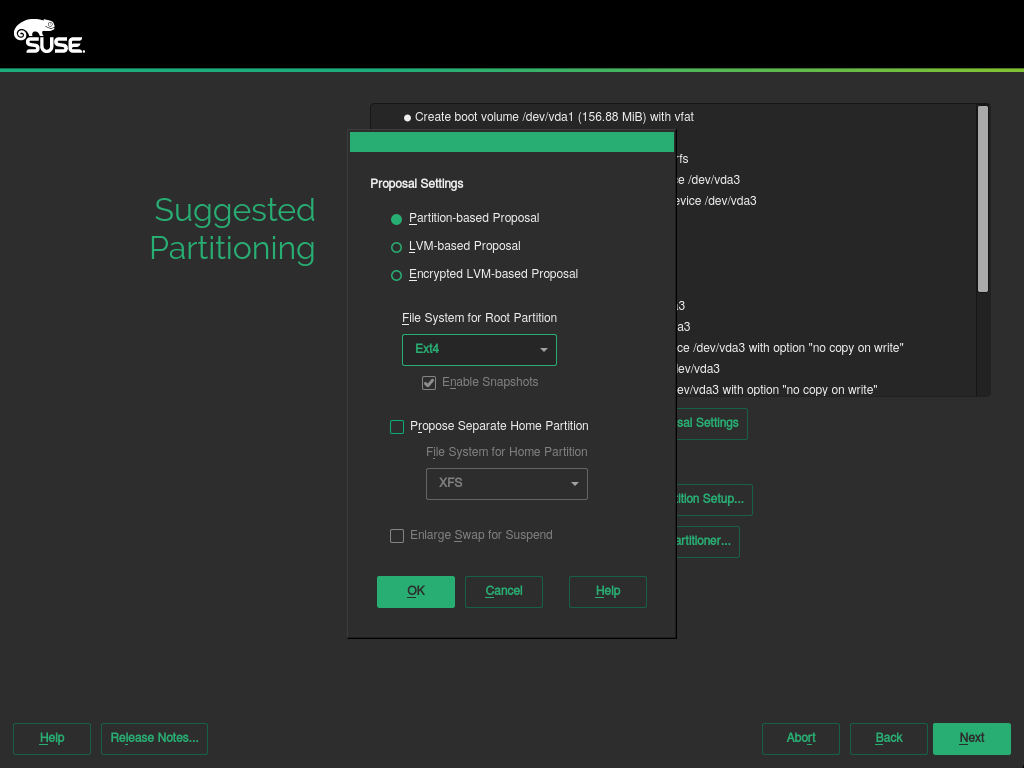 SUSE.
Create boot volume /dev/vda1 (156.88 MiB) with vfat
rfs
ce /dev/vda3
evice /dev/vda3
Proposal Settings
Suggested
Partitioning
Partition-based Proposal
LVM-based Proposal
Encrypted LVM-based Proposal
a3
da3
ce /dev/vda3 with option "no copy on write"
dev/vda3
ev/vda3 with option "no copy on write"
File System for Root Partition
Ext4
Enable Snapshots
sal Settings
Propose Separate Home Partition
File System for Home Partition
XFS
ition Setup...
Enlarge Swap for Suspend
artitioner...
OK
Cancel
Help
Help
Release Notes...
Abort
Back
Next